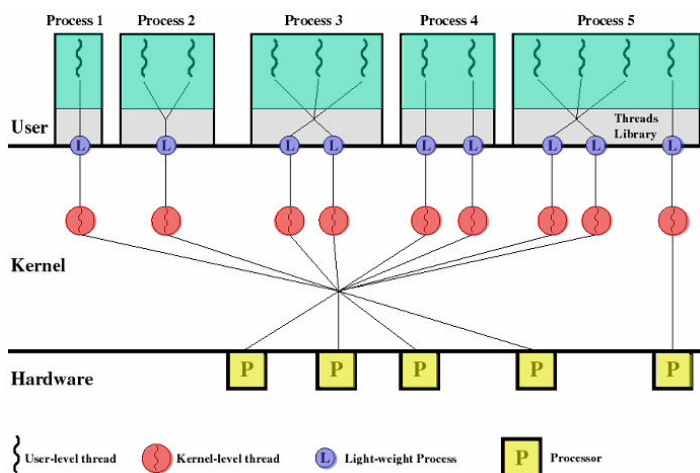 Process 1
Process 2
Process 3
Process 4
Process 5
User
Threads
Library
L
L
L
L
L
L
L
L
L
Kernel
Hardware
P
P
P
P
P
User-level thread
Kernel-level thread
L
Light-weight Process
P
Processor